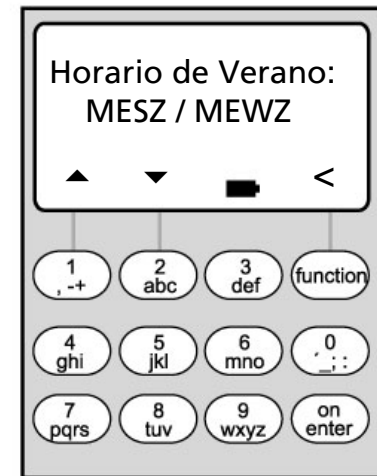 Horario de Verano:
MESZ / MEWZ
<
1 2 3 function
, -+ abc def
4 5 6 0
ghi jkl mno ´_; :
7 8 9 on
pqrs tuv wxyz enter